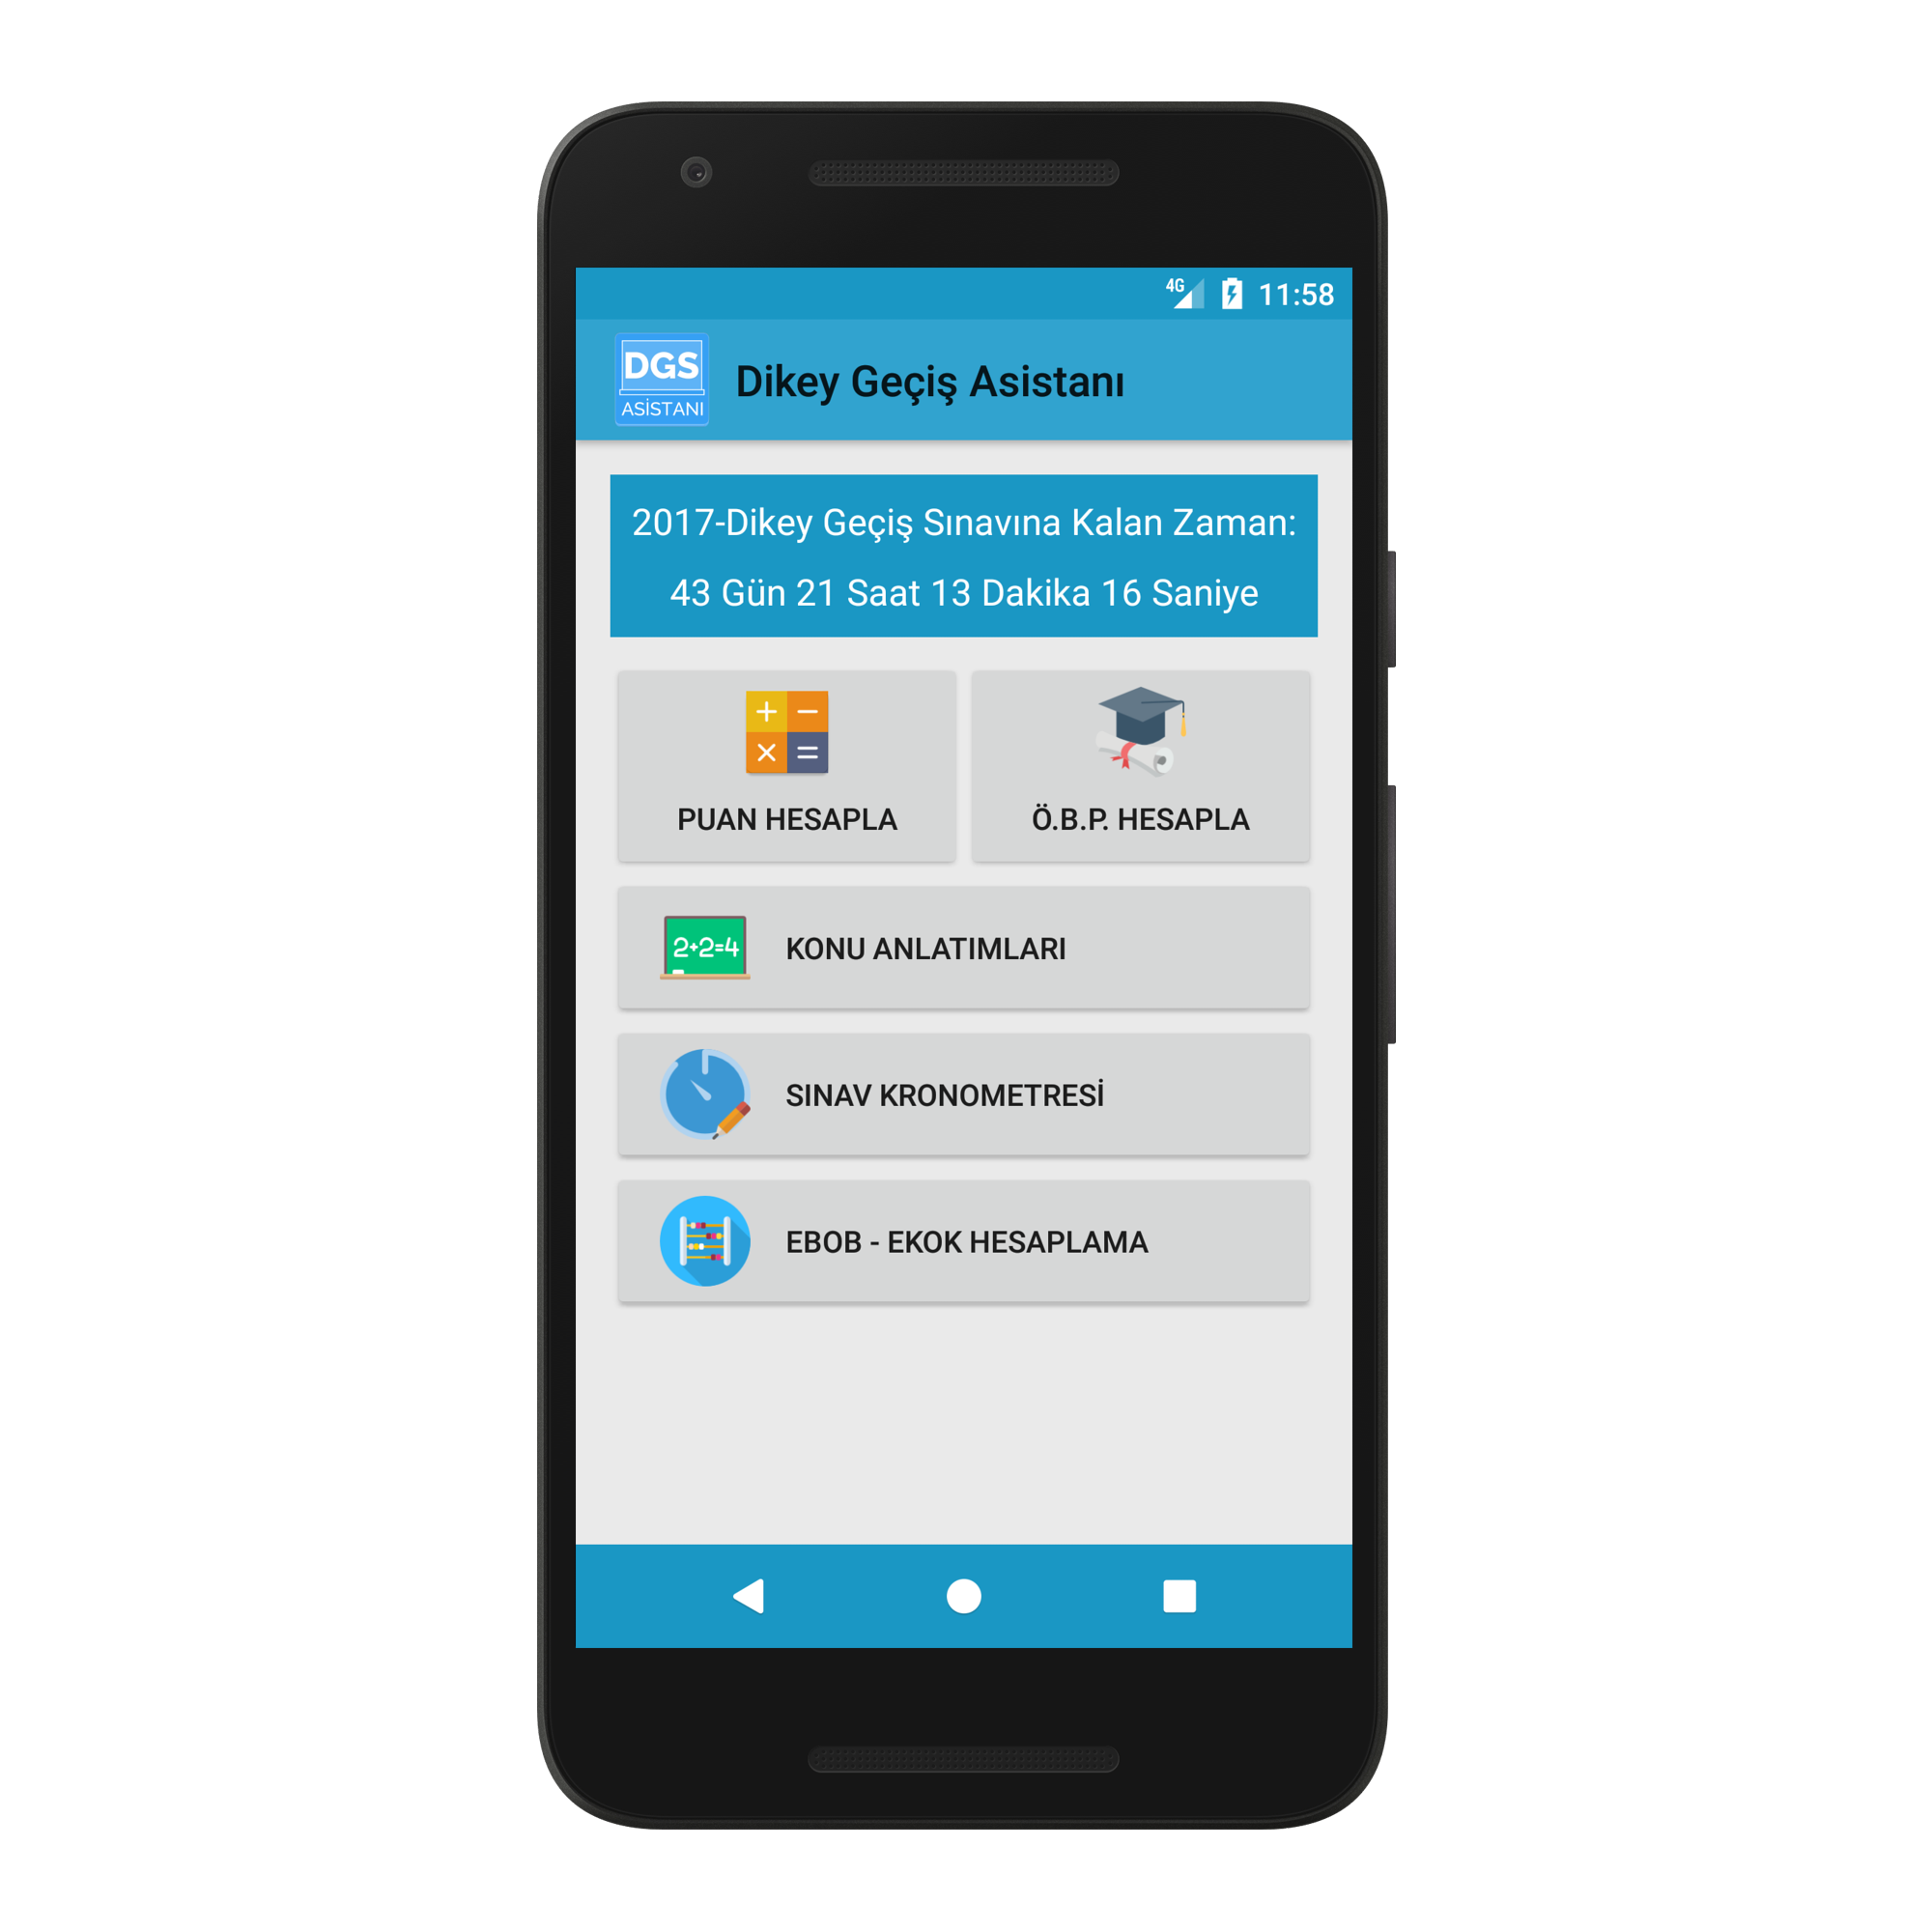 4G 11:58
DGS
ASİSTANI
Dikey Geçiş Asistanı
2017-Dikey Geçiş Sınavına Kalan Zaman:
43 Gün 21 Saat 13 Dakika 16 Saniye
PUAN HESAPLA
Ö.B.P. HESAPLA
2+2=4
KONU ANLATIMLARI
SINAV KRONOMETRESİ
EBOB - EKOK HESAPLAMA